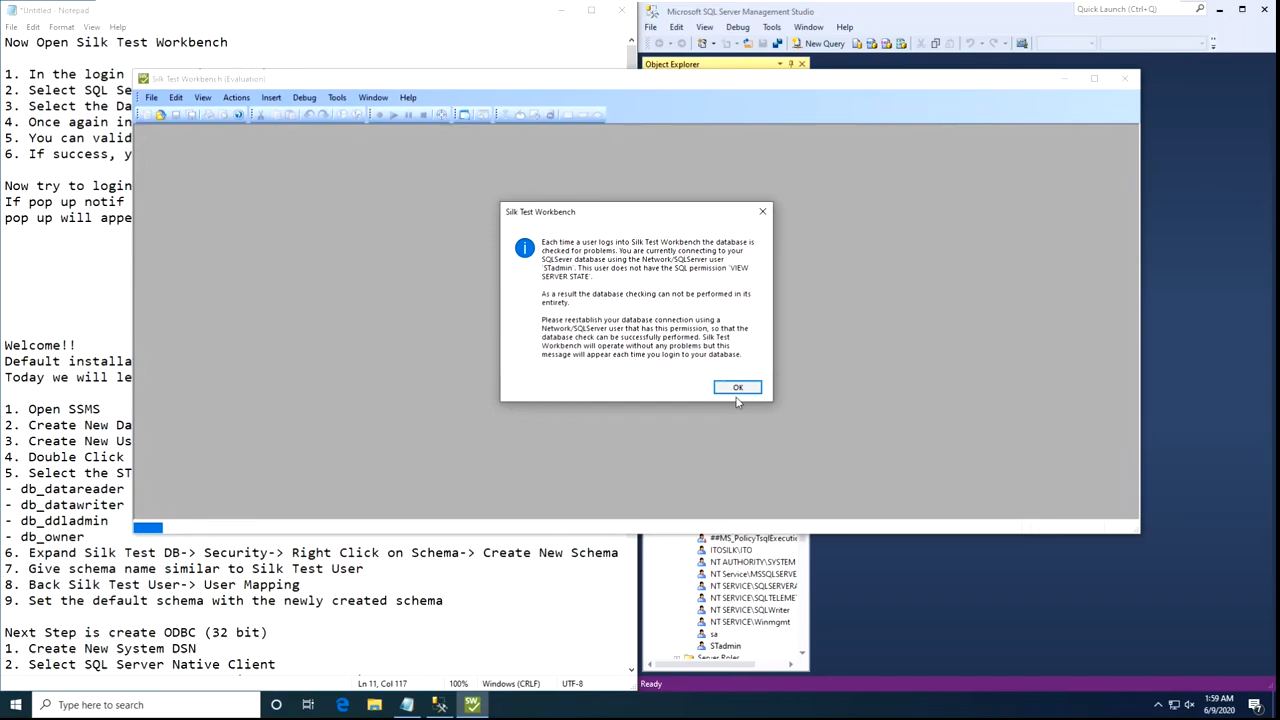 *Untitled - Notepad
File Edit Format View Help
Now Open Silk Test Workbench
1. In the login
2. Select SQL Se
3. Select the Da
4. Once again in
5. You can valid
6. If success, y
Now try to login
If pop up notif
pop up will appe
Welcome!!
Default installa
Today we will le
1. Open SSMS
2. Create New Da
3. Create New Us
4. Double Click
5. Select the ST
- db_datareader
- db_datawriter
- db_ddladmin
- db_owner
6. Expand Silk Test DB-> Security-> Right Click on Schema-> Create New Schema
7. Give schema name similar to Silk Test User
8. Back Silk Test User-> User Mapping
9. Set the default schema with the newly created schema
Next Step is create ODBC (32 bit)
1. Create New System DSN
2. Select SQL Server Native Client
Ln 11, Col 117 100% Windows (CRLF) UTF-8
Microsoft SQL Server Management Studio
Quick Launch (Ctrl+Q)
File Edit View Debug Tools Window Help
New Query
Object Explorer
Silk Test Workbench (Evaluation)
File Edit View Actions Insert Debug Tools Window Help
Silk Test Workbench
Each time a user logs into Silk Test Workbench the database is
checked for problems. You are currently connecting to your
SQLSever database using the Network/SQLServer user
'STadmin'. This user does not have the SQL permission 'VIEW
SERVER STATE'.
As a result the database checking can not be performed in its
entirety.
Please reestablish your database connection using a
Network/SQLServer user that has this permission, so that the
database check can be successfully performed. Silk Test
Workbench will operate without any problems but this
message will appear each time you login to your database.
OK
##MS_PolicyTsqlExecuti
ITOSILK\ITO
NT AUTHORITY\SYSTEM
NT Service\MSSQLSERVE
NT SERVICE\SQLSERVERA
NT SERVICE\SQLTELEME
NT SERVICE\SQLWriter
NT SERVICE\Winmgmt
sa
STadmin
Server Roles
Ready
Type here to search
SW
1:59 AM
6/9/2020